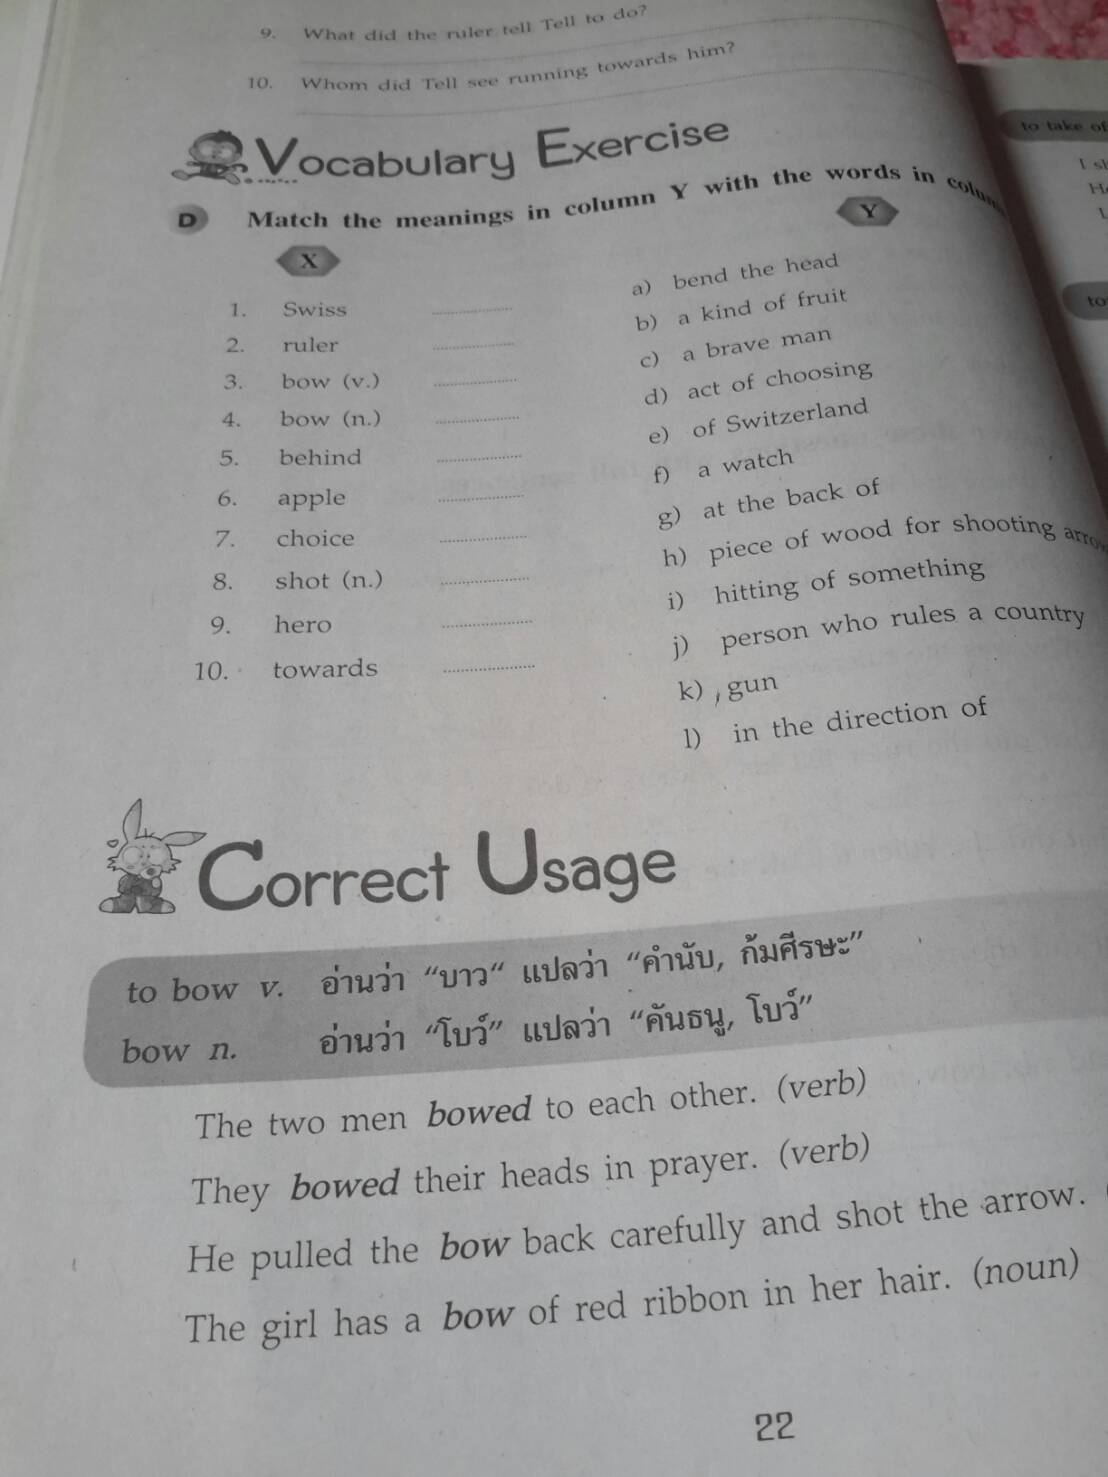 9. What did the ruler tell Tell to do?
10. Whom did Tell see running towards him?
Vocabulary Exercise
D Match the meanings in column Y with the words in
X
Y
1. Swiss
2. ruler
3. bow (v.)
4. bow (n.)
5. behind
6. apple
7. choice
8. shot (n.)
9. hero
10. towards
a) bend the head
b) a kind of fruit
c) a brave man
d) act of choosing
e) of Switzerland
f) a watch
g) at the back of
h) piece of wood for shooting
i) hitting of something
j) person who rules a country
k) gun
l) in the direction of
Correct Usage
to bow v. อ่านว่า “บาว“ แปลว่า “คำนับ, ก้มศีรษะ”
bow n. อ่านว่า “โบว์” แปลว่า “คันธนู, โบว์”
The two men bowed to each other. (verb)
They bowed their heads in prayer. (verb)
He pulled the bow back carefully and shot the arrow.
The girl has a bow of red ribbon in her hair. (noun)
22
to take
to